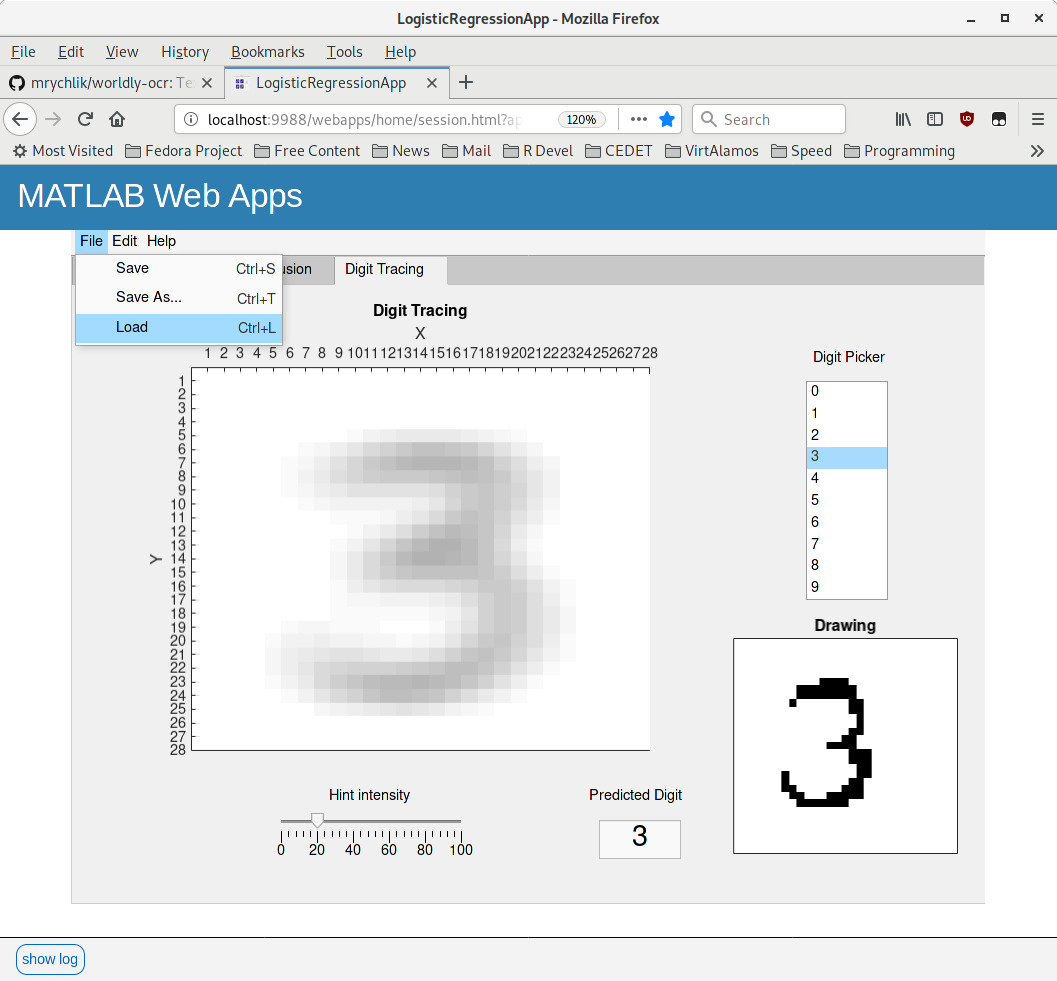 LogisticRegressionApp - Mozilla Firefox
File Edit View History Bookmarks Tools Help
mrychlik/worldly-ocr: Te LogisticRegressionApp
localhost:9988/webapps/home/session.html?ap 120% Search
Most Visited Fedora Project Free Content News Mail R Devel CEDET VirtAlamos Speed Programming
MATLAB Web Apps
File Edit Help
Save Ctrl+S
Save As... Ctrl+T
Load Ctrl+L
usion Digit Tracing
Digit Tracing
X
1 2 3 4 5 6 7 8 9 10 11 12 13 14 15 16 17 18 19 20 21 22 23 24 25 26 27 28
Y
1
2
3
4
5
6
7
8
9
10
11
12
13
14
15
16
17
18
19
20
21
22
23
24
25
26
27
28
Digit Picker
0
1
2
3
4
5
6
7
8
9
Drawing
3
Hint intensity
0 20 40 60 80 100
Predicted Digit
3
show log